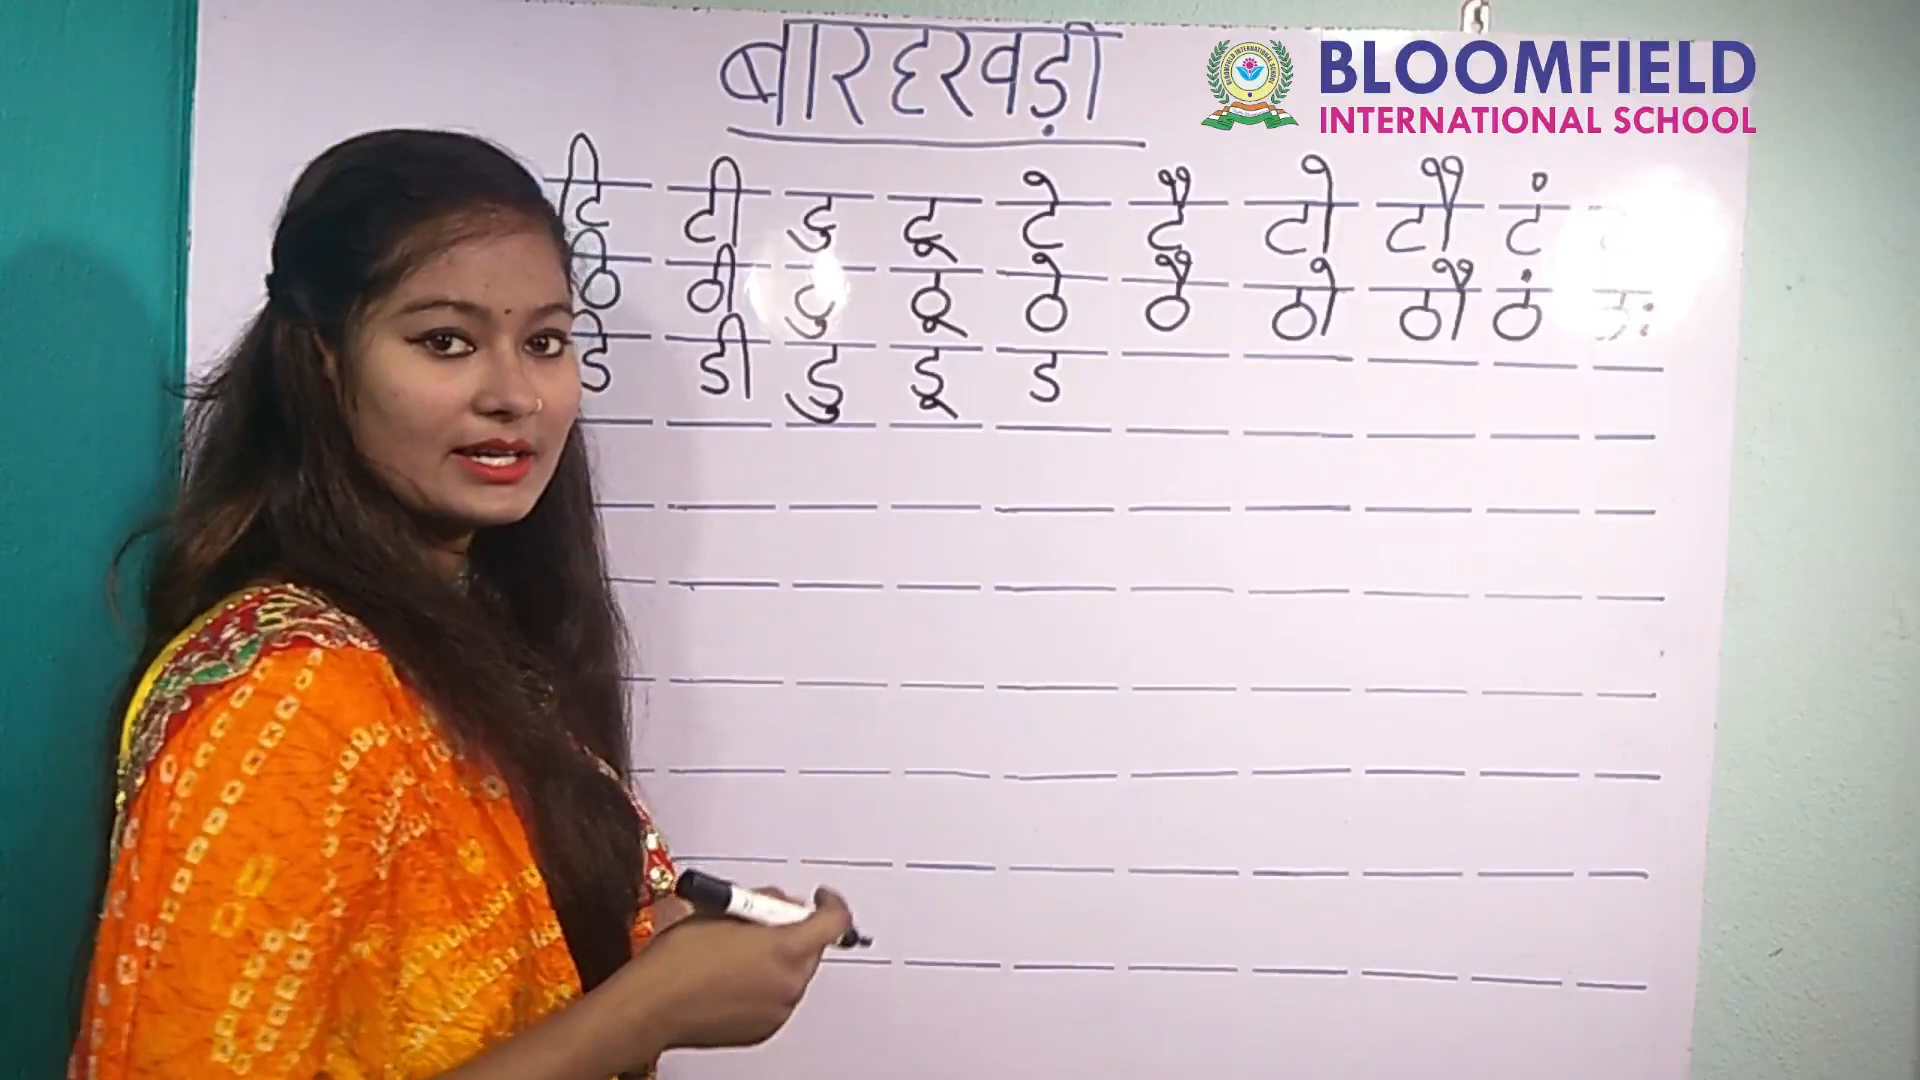 बारहखड़ी
BLOOMFIELD
INTERNATIONAL SCHOOL
टि टी टु टू टे टै टो टौ टं
ठि ठी ठु ठू ठे ठै ठो ठौ ठं ठः
डि डी डु डू ड